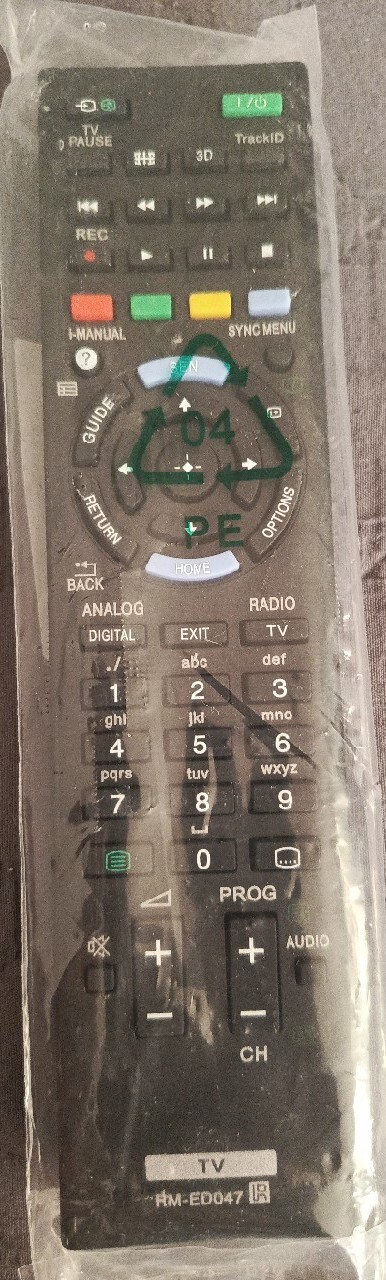 I/⏻
TV
PAUSE
3D
TrackID
REC
i-MANUAL
SYNC MENU
?
SEN
GUIDE
04
RETURN
OPTIONS
PE
HOME
BACK
ANALOG
RADIO
DIGITAL
EXIT
TV
./
abc
def
1
2
3
ghi
jkl
mno
4
5
6
pqrs
tuv
wxyz
7
8
9
0
PROG
+
+
AUDIO
−
−
CH
TV
RM-ED047